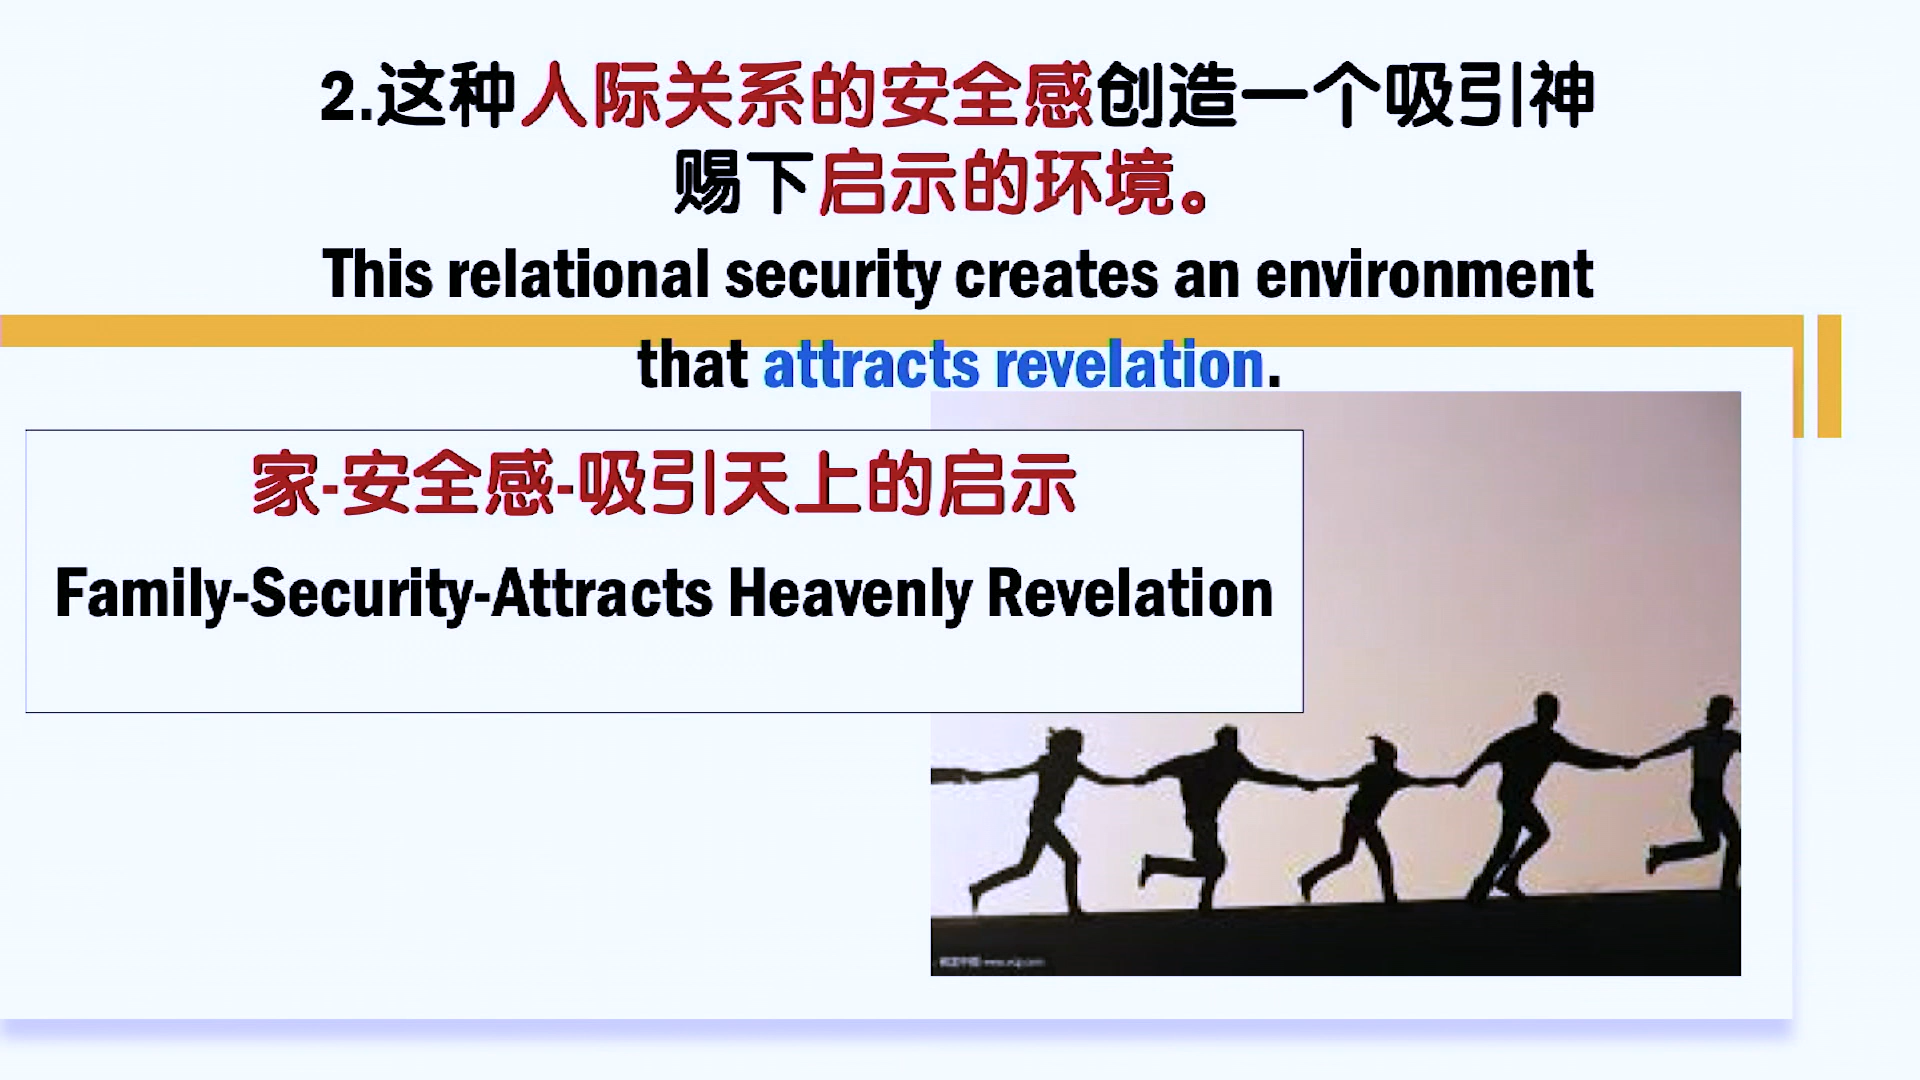 2.这种人际关系的安全感创造一个吸引神
赐下启示的环境。
This relational security creates an environment
that attracts revelation.
家-安全感-吸引天上的启示
Family-Security-Attracts Heavenly Revelation